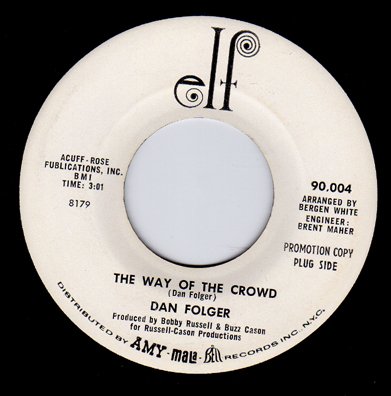 elf
ACUFF-ROSE
PUBLICATIONS, INC.
BMI
TIME: 3:01
8179
90.004
ARRANGED BY
BERGEN WHITE
ENGINEER:
BRENT MAHER
PROMOTION COPY
PLUG SIDE
THE WAY OF THE CROWD
(Dan Folger)
DAN FOLGER
Produced by Bobby Russell & Buzz Cason
for Russell-Cason Productions
DISTRIBUTED BY AMY-MALA-Bell RECORDS INC. N.Y.C.